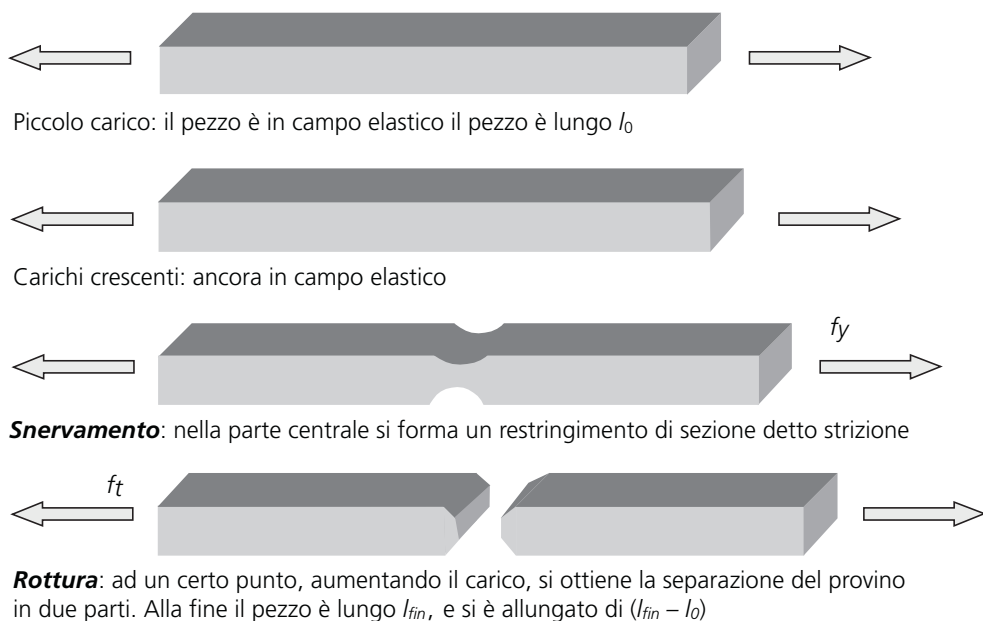 Piccolo carico: il pezzo è in campo elastico il pezzo è lungo l0
Carichi crescenti: ancora in campo elastico
fy
Snervamento: nella parte centrale si forma un restringimento di sezione detto strizione
ft
Rottura: ad un certo punto, aumentando il carico, si ottiene la separazione del provino
in due parti. Alla fine il pezzo è lungo lfin, e si è allungato di (lfin – l0)